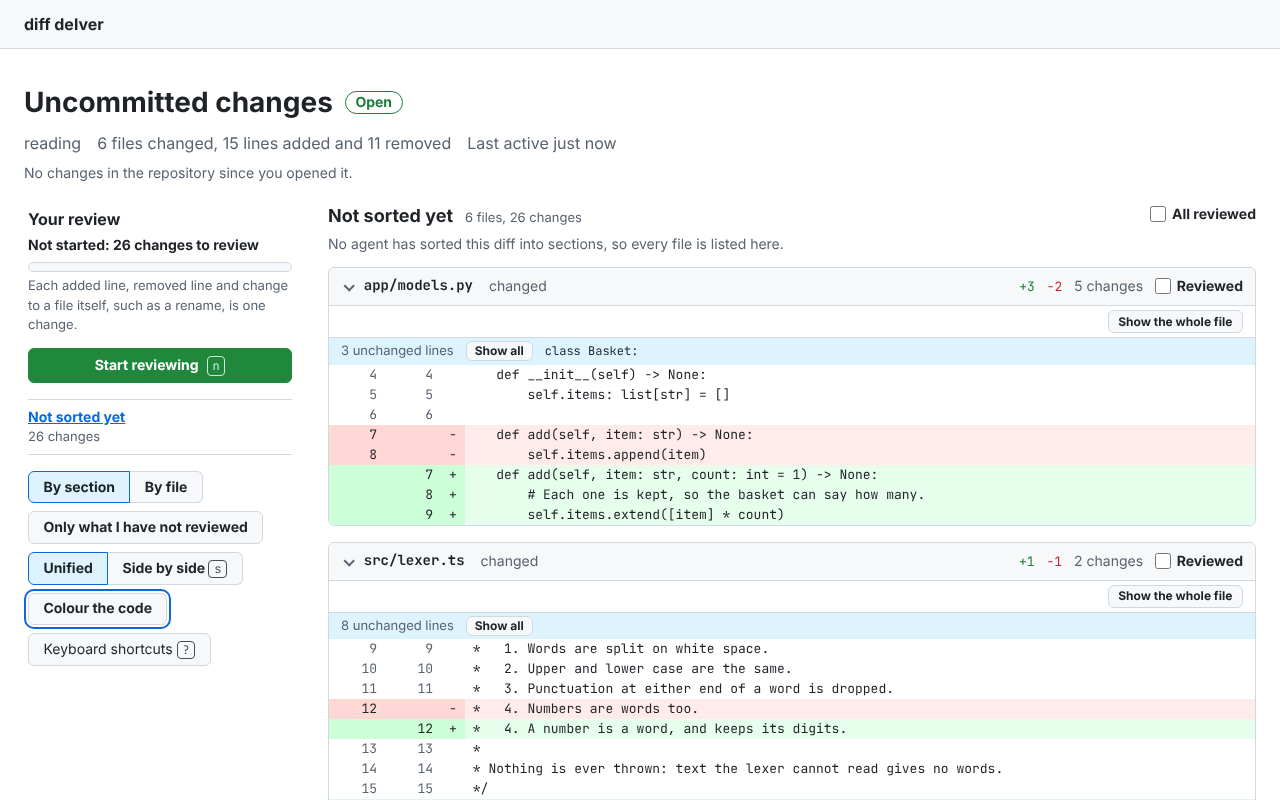 diff delver
Uncommitted changes Open
reading 6 files changed, 15 lines added and 11 removed Last active just now
No changes in the repository since you opened it.
Your review
Not started: 26 changes to review
Each added line, removed line and change
to a file itself, such as a rename, is one
change.
Start reviewing n
Not sorted yet
26 changes
By section By file
Only what I have not reviewed
Unified Side by side s
Colour the code
Keyboard shortcuts ?
Not sorted yet 6 files, 26 changes All reviewed
No agent has sorted this diff into sections, so every file is listed here.
app/models.py changed +3 -2 5 changes Reviewed
Show the whole file
3 unchanged lines Show all class Basket:
4 4 def __init__(self) -> None:
5 5 self.items: list[str] = []
6 6
7 - def add(self, item: str) -> None:
8 - self.items.append(item)
7 + def add(self, item: str, count: int = 1) -> None:
8 + # Each one is kept, so the basket can say how many.
9 + self.items.extend([item] * count)
src/lexer.ts changed +1 -1 2 changes Reviewed
Show the whole file
8 unchanged lines Show all
9 9 * 1. Words are split on white space.
10 10 * 2. Upper and lower case are the same.
11 11 * 3. Punctuation at either end of a word is dropped.
12 - * 4. Numbers are words too.
12 + * 4. A number is a word, and keeps its digits.
13 13 *
14 14 * Nothing is ever thrown: text the lexer cannot read gives no words.
15 15 */